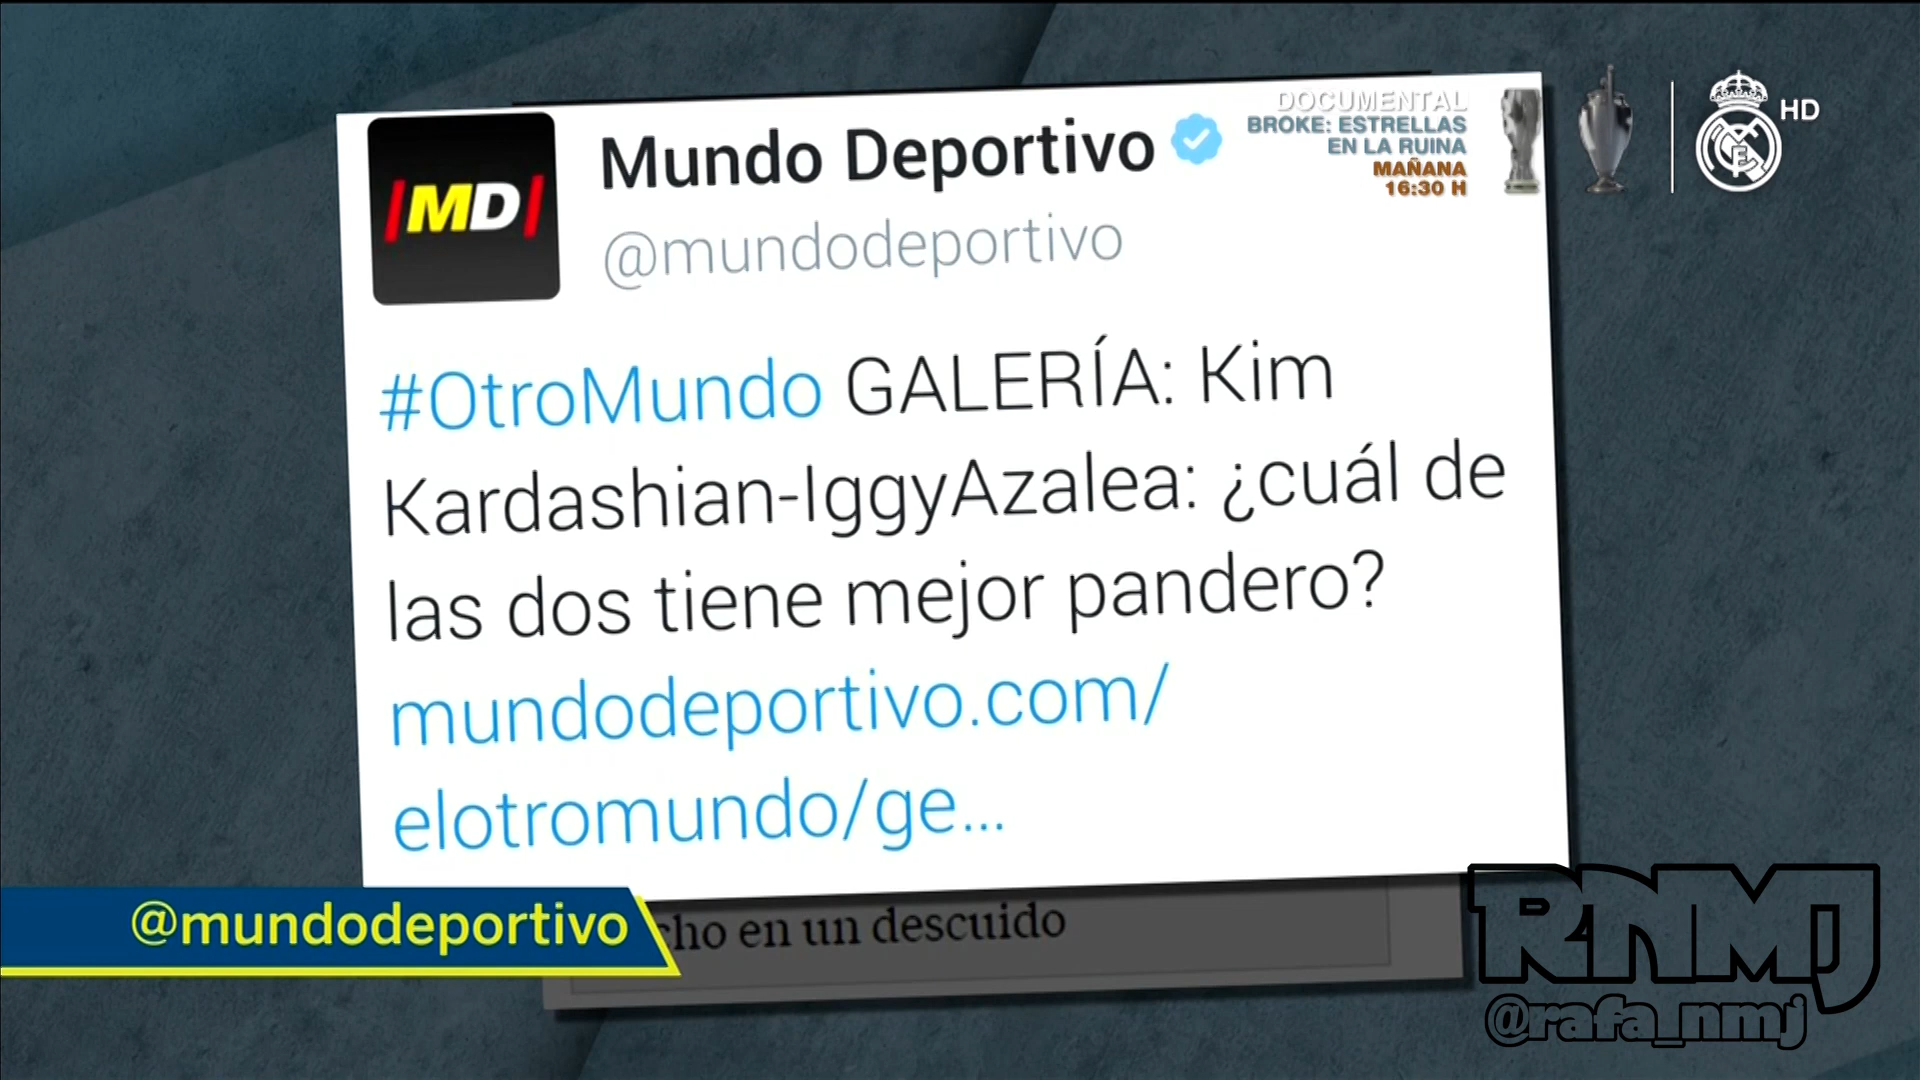 DOCUMENTAL
BROKE: ESTRELLAS
EN LA RUINA
MAÑANA
16:30 H
HD
|MD|
Mundo Deportivo
@mundodeportivo
#OtroMundo GALERÍA: Kim
Kardashian-IggyAzalea: ¿cuál de
las dos tiene mejor pandero?
mundodeportivo.com/
elotromundo/ge...
@mundodeportivo
cho en un descuido
RNMJ
@rafa_nmj